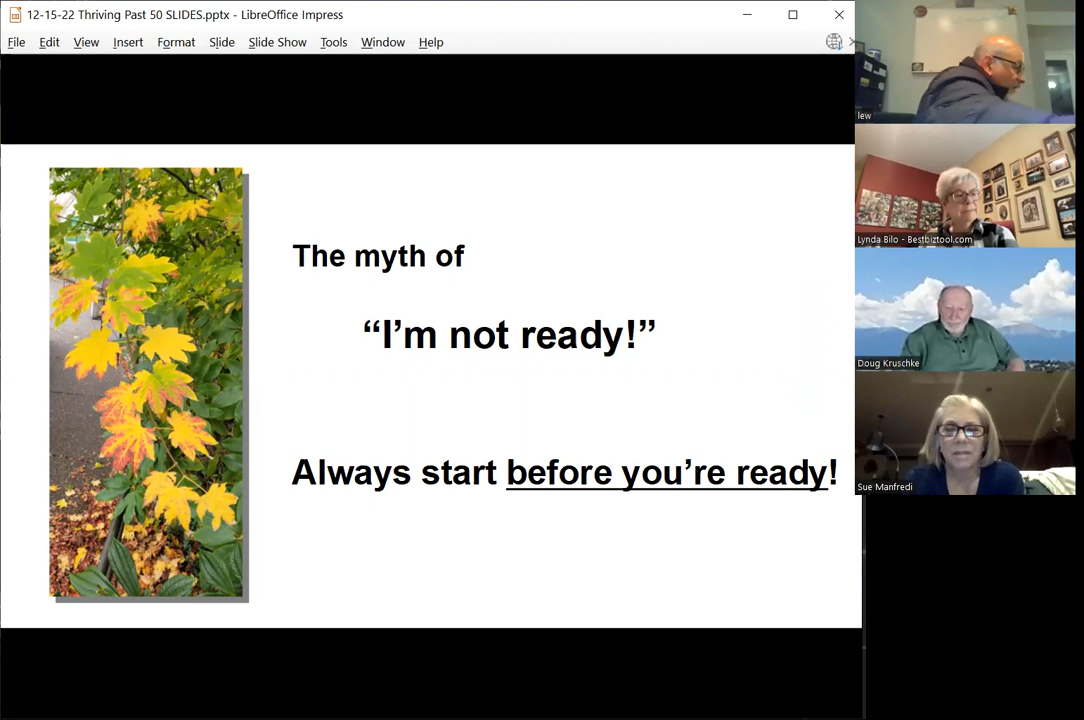 12-15-22 Thriving Past 50 SLIDES.pptx - LibreOffice Impress
File Edit View Insert Format Slide Slide Show Tools Window Help
The myth of
“I’m not ready!”
Always start before you’re ready!
lew
Lynda Bilo - Bestbiztool.com
Doug Kruschke
Sue Manfredi